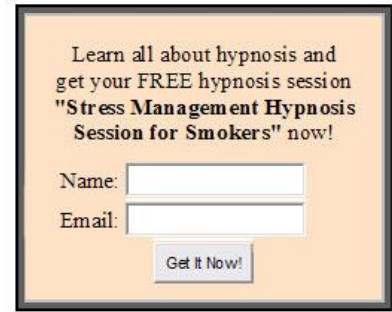 Learn all about hypnosis and
get your FREE hypnosis session
"Stress Management Hypnosis
Session for Smokers" now!
Name:
Email:
Get It Now!